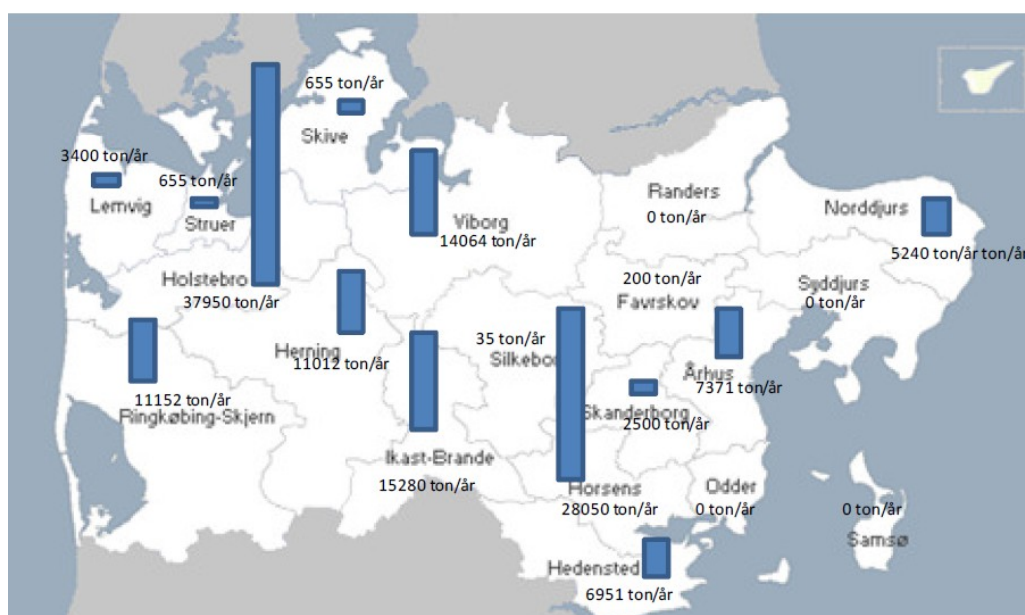 655 ton/år
Skive
3400 ton/år
Lemvig
655 ton/år
Struer
Randers
0 ton/år
Norddjurs
5240 ton/år ton/år
Viborg
14064 ton/år
Holstebro
37950 ton/år
200 ton/år
Favrskov
Syddjurs
0 ton/år
35 ton/år
Silkebor
Herning
11012 ton/år
Århus
7371 ton/år
11152 ton/år
Ringkøbing-Skjern
Skanderborg
2500 ton/år
Ikast-Brande
15280 ton/år
Horsens
28050 ton/år
Odder
0 ton/år
0 ton/år
Samsø
Hedensted
6951 ton/år